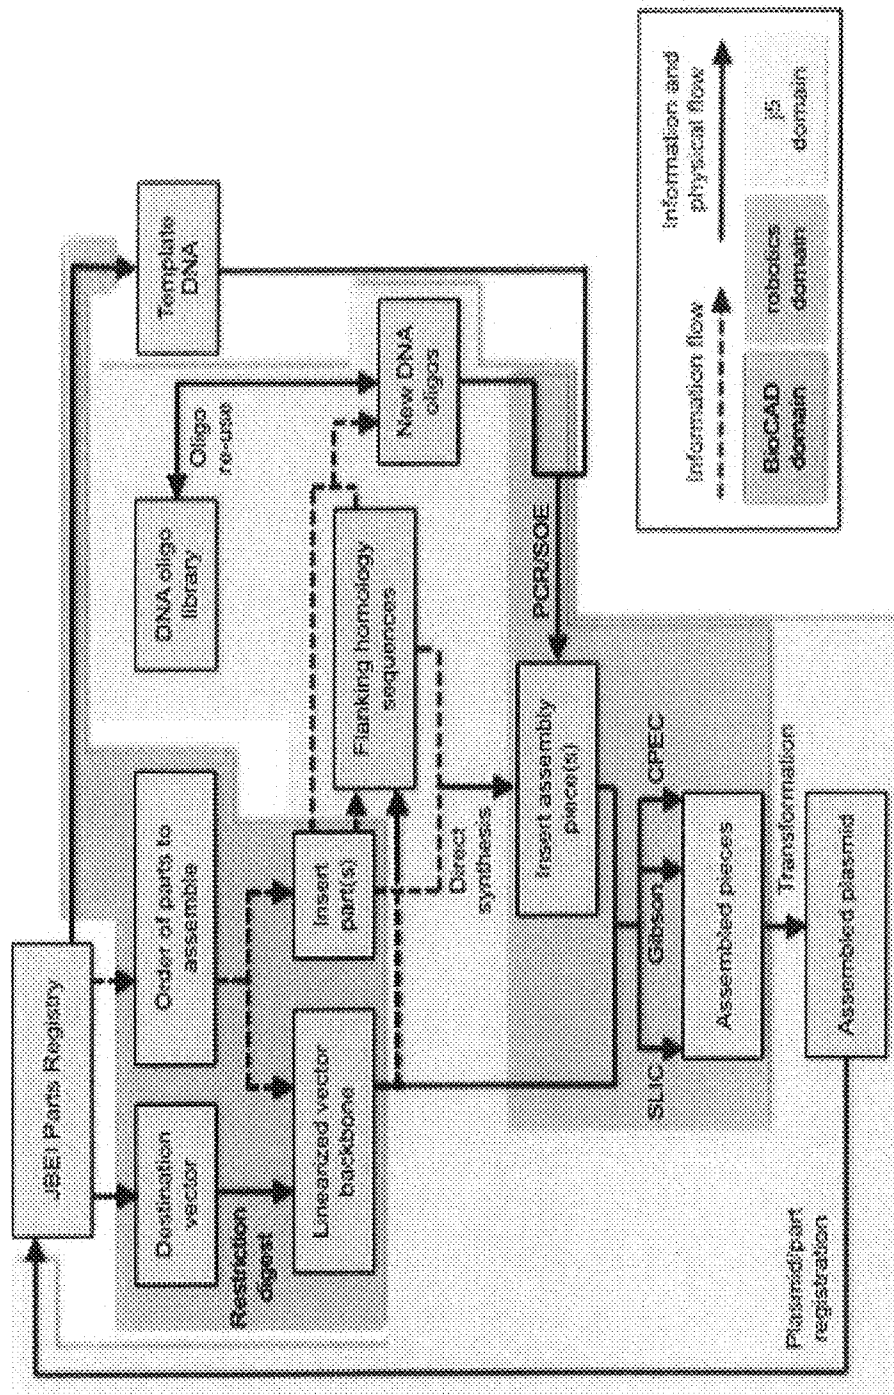 JBEI Parts Registry
Destination
vector
Order of parts to
assemble
DNA oligo
library
Template
DNA
Oligo
re-use
Restriction
digest
Linearized vector
backbone
Insert
part(s)
Flanking homology
sequences
New DNA
oligos
Direct
synthesis
Insert assembly
piece(s)
PCR/SOE
SLIC
Gibson
CPEC
Assembled pieces
Transformation
Assembled plasmid
Plasmid/part
registration
Information flow
Information and
physical flow
BioCAD
domain
robotics
domain
j5
domain